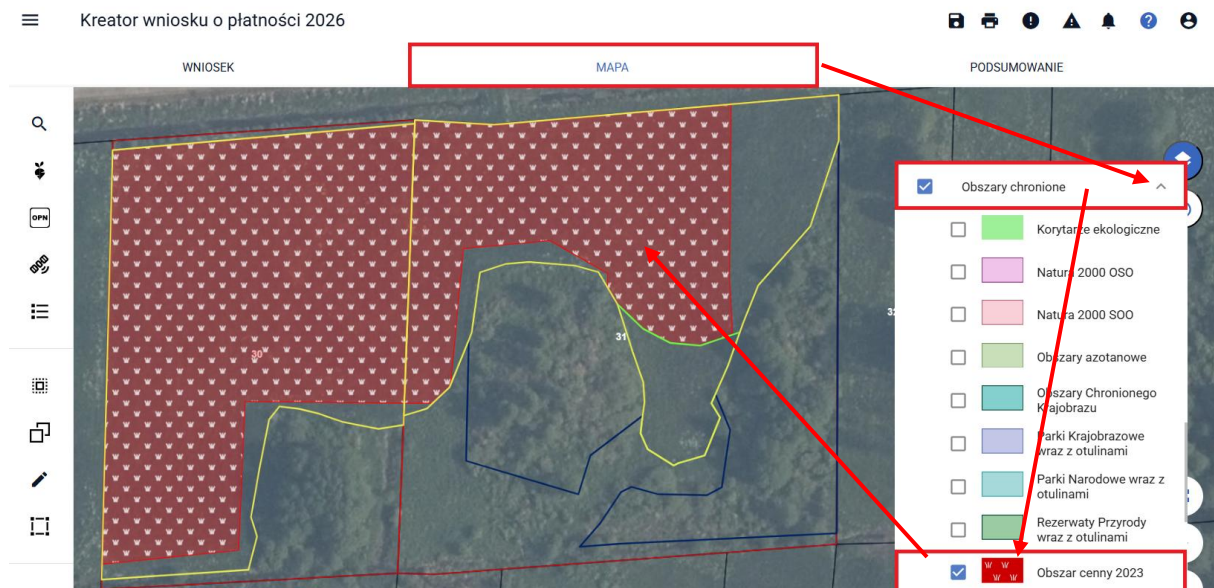 Kreator wniosku o płatności 2026
WNIOSEK
MAPA
PODSUMOWANIE
OPN
Obszary chronione
Korytarze ekologiczne
Natura 2000 OSO
Natura 2000 SOO
Obszary azotanowe
Obszary Chronionego
Krajobrazu
Parki Krajobrazowe
wraz z otulinami
Parki Narodowe wraz z
otulinami
Rezerwaty Przyrody
wraz z otulinami
Obszar cenny 2023
30
31